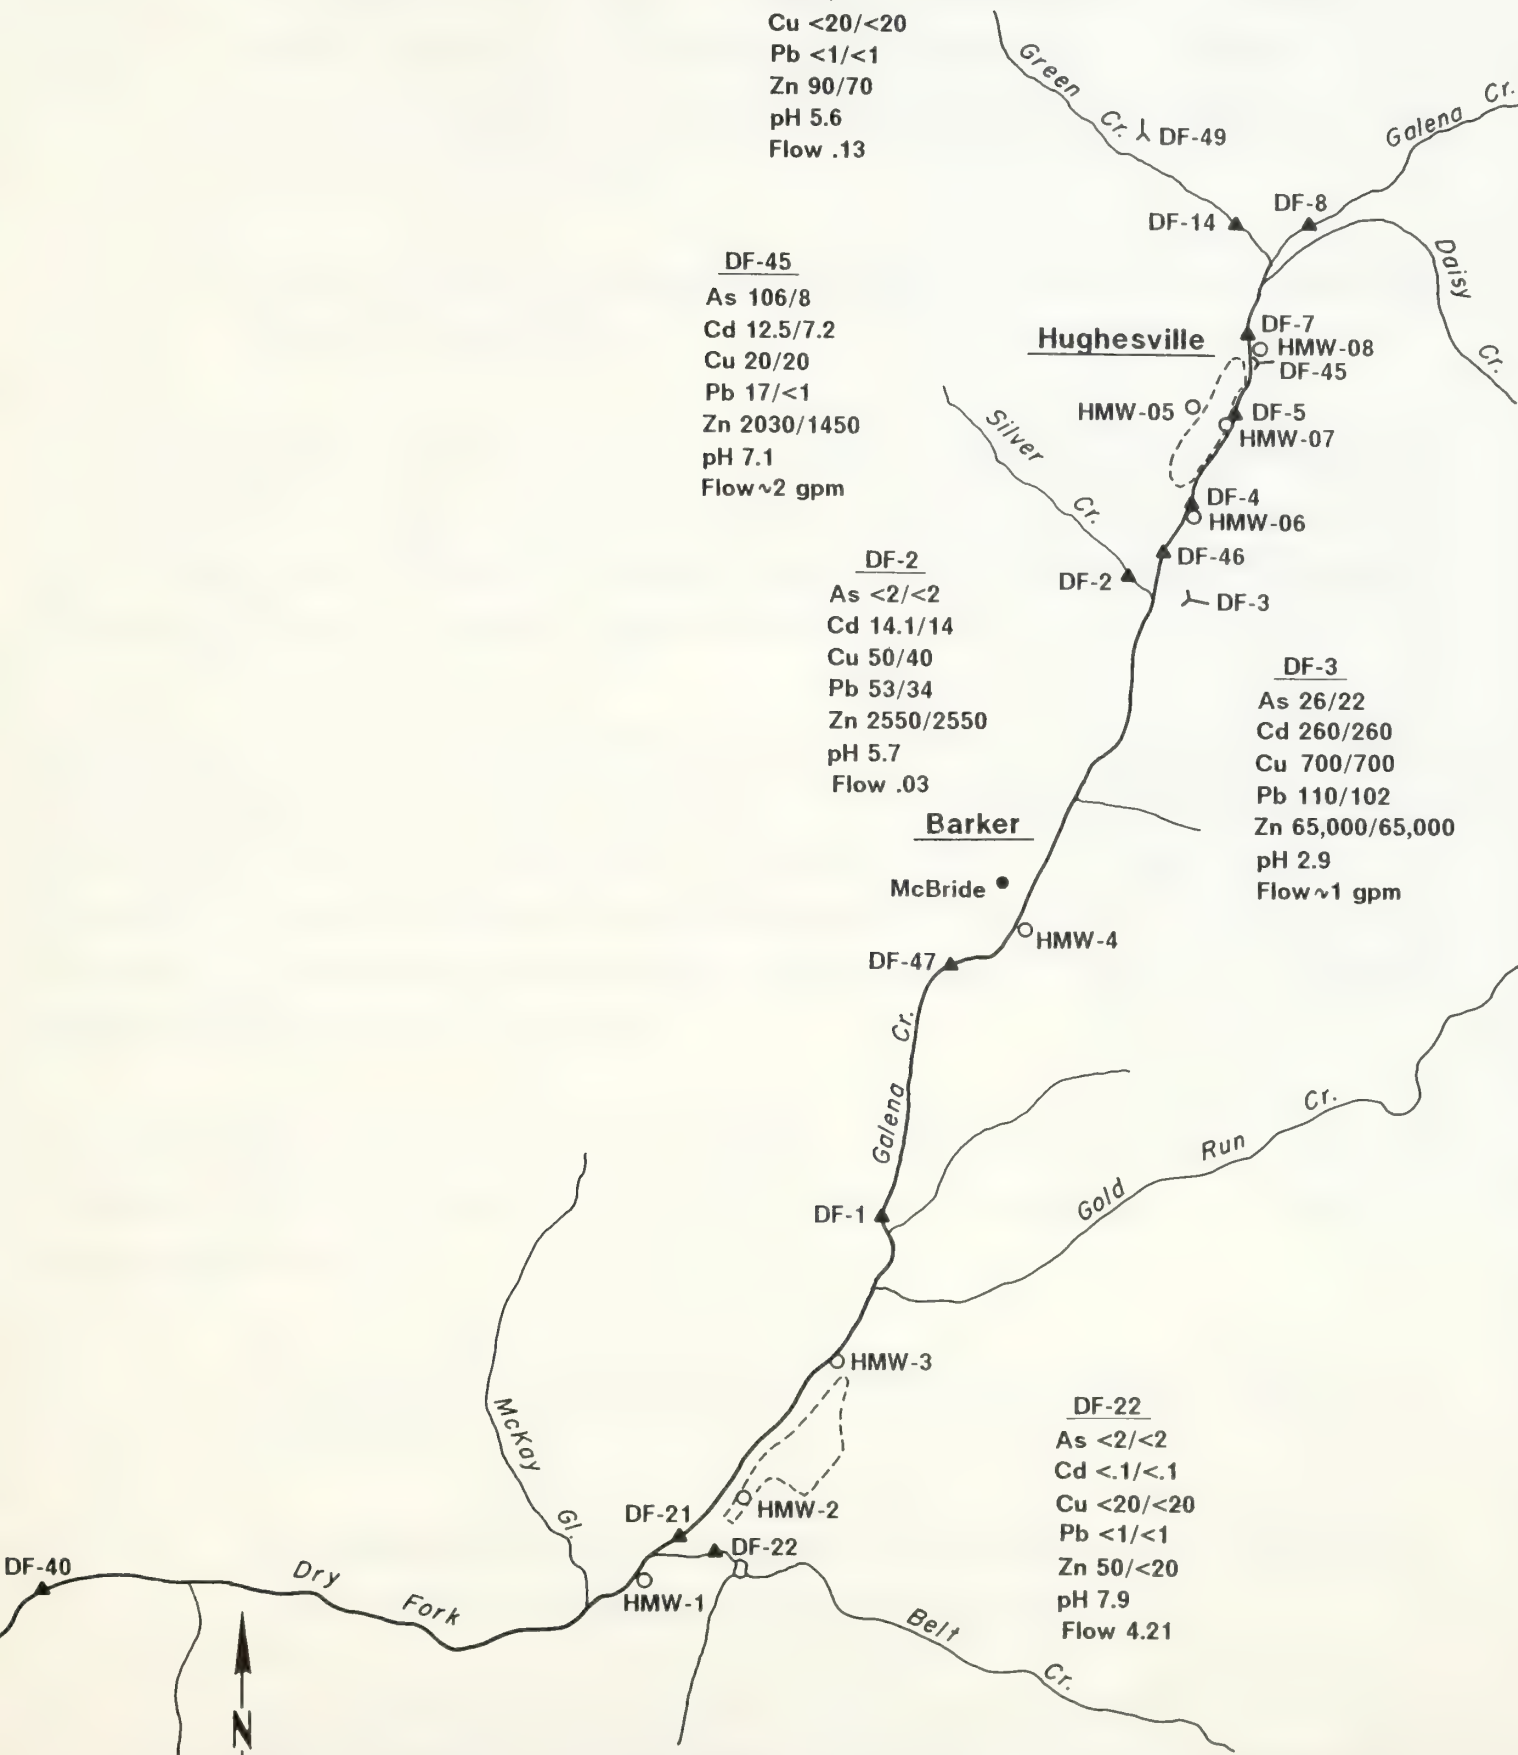 Cu <20/<20
Pb <1/<1
Zn 90/70
pH 5.6
Flow .13
Green Cr.
DF-49
Galena Cr.
DF-14
DF-8
Daisy Cr.
DF-45
As 106/8
Cd 12.5/7.2
Cu 20/20
Pb 17/<1
Zn 2030/1450
pH 7.1
Flow~2 gpm
Hughesville
DF-7
HMW-08
DF-45
HMW-05
DF-5
HMW-07
Silver Cr.
DF-4
HMW-06
DF-46
DF-2
DF-3
DF-2
As <2/<2
Cd 14.1/14
Cu 50/40
Pb 53/34
Zn 2550/2550
pH 5.7
Flow .03
DF-3
As 26/22
Cd 260/260
Cu 700/700
Pb 110/102
Zn 65,000/65,000
pH 2.9
Flow~1 gpm
Barker
McBride
HMW-4
DF-47
Galena Cr.
Gold Run Cr.
DF-1
HMW-3
McKay Gl.
DF-22
As <2/<2
Cd <.1/<.1
Cu <20/<20
Pb <1/<1
Zn 50/<20
pH 7.9
Flow 4.21
HMW-2
DF-21
DF-22
HMW-1
DF-40
Dry Fork
Belt Cr.
N